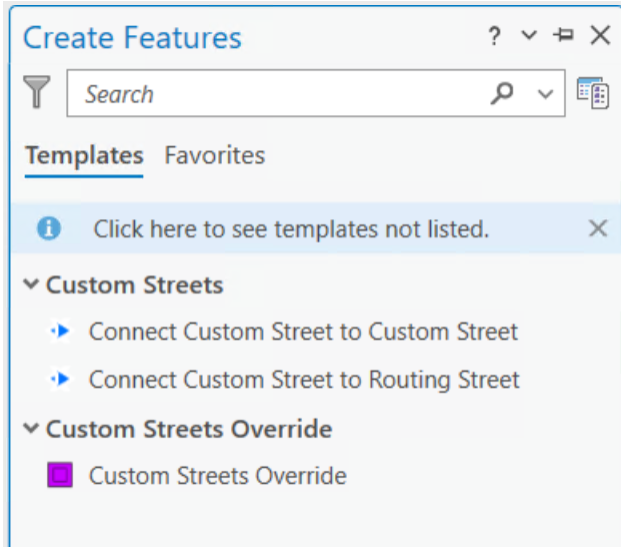 Create Features
?
Search
Templates Favorites
Click here to see templates not listed.
Custom Streets
Connect Custom Street to Custom Street
Connect Custom Street to Routing Street
Custom Streets Override
Custom Streets Override